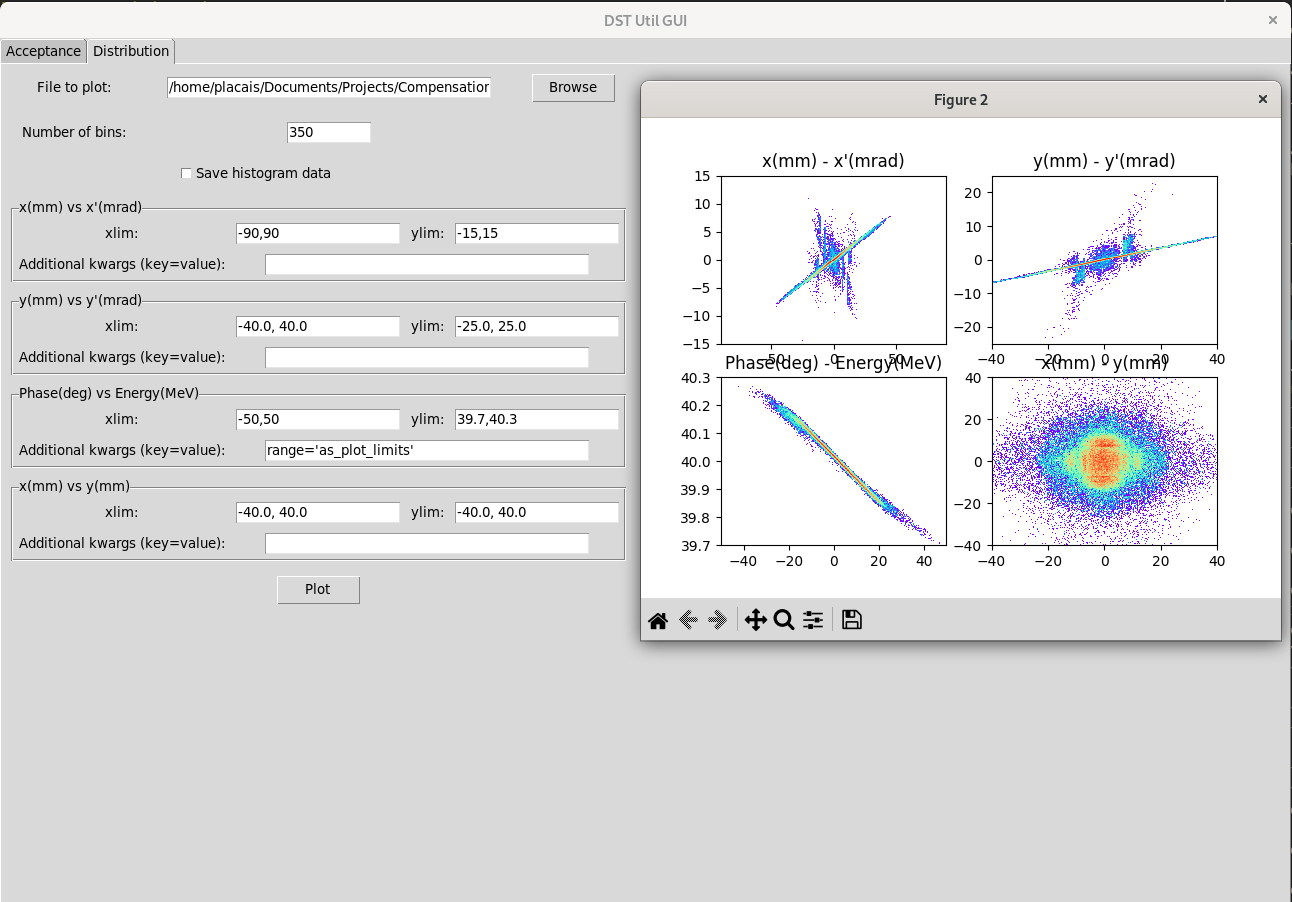 DST Util GUI
Acceptance Distribution
File to plot: /home/placais/Documents/Projects/Compensation Browse
Number of bins: 350
Save histogram data
x(mm) vs x'(mrad)
xlim: -90,90 ylim: -15,15
Additional kwargs (key=value):
y(mm) vs y'(mrad)
xlim: -40.0, 40.0 ylim: -25.0, 25.0
Additional kwargs (key=value):
Phase(deg) vs Energy(MeV)
xlim: -50,50 ylim: 39.7,40.3
Additional kwargs (key=value): range='as_plot_limits'
x(mm) vs y(mm)
xlim: -40.0, 40.0 ylim: -40.0, 40.0
Additional kwargs (key=value):
Plot
Figure 2
x(mm) - x'(mrad)
15
10
5
0
−5
−10
−15
−50 0 50
y(mm) - y'(mrad)
20
10
0
−10
−20
−40 −20 0 20 40
Phase(deg) - Energy(MeV)
40.3
40.2
40.1
40.0
39.9
39.8
39.7
−40 −20 0 20 40
x(mm) - y(mm)
40
20
0
−20
−40
−40 −20 0 20 40